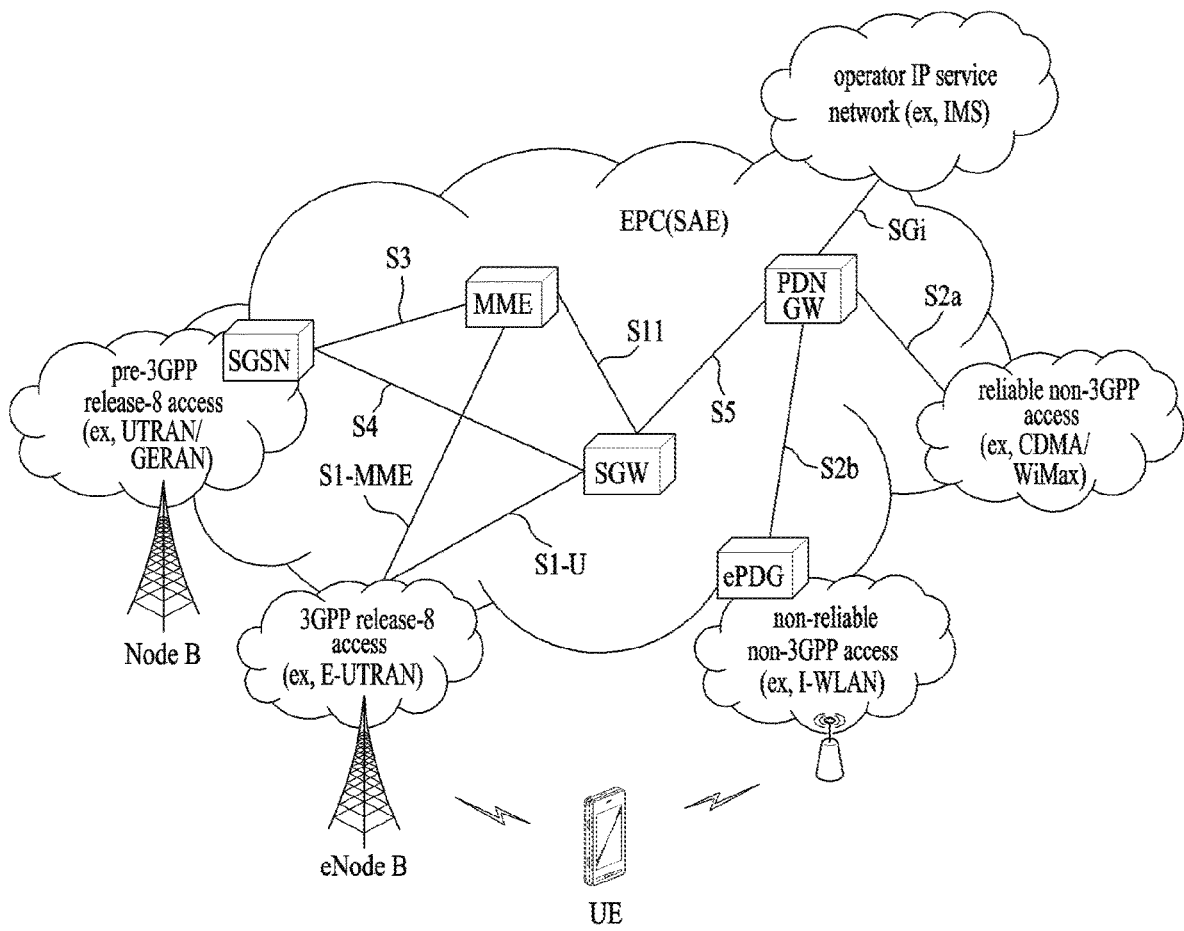 operator IP service
network (ex, IMS)
EPC(SAE)
SGi
S3
MME
PDN
GW
S2a
SGSN
S11
pre-3GPP
release-8 access
(ex, UTRAN/
GERAN)
S4
S5
reliable non-3GPP
access
(ex, CDMA/
WiMax)
S1-MME
SGW
S2b
S1-U
ePDG
3GPP release-8
access
(ex, E-UTRAN)
non-reliable
non-3GPP access
(ex, I-WLAN)
Node B
eNode B
UE